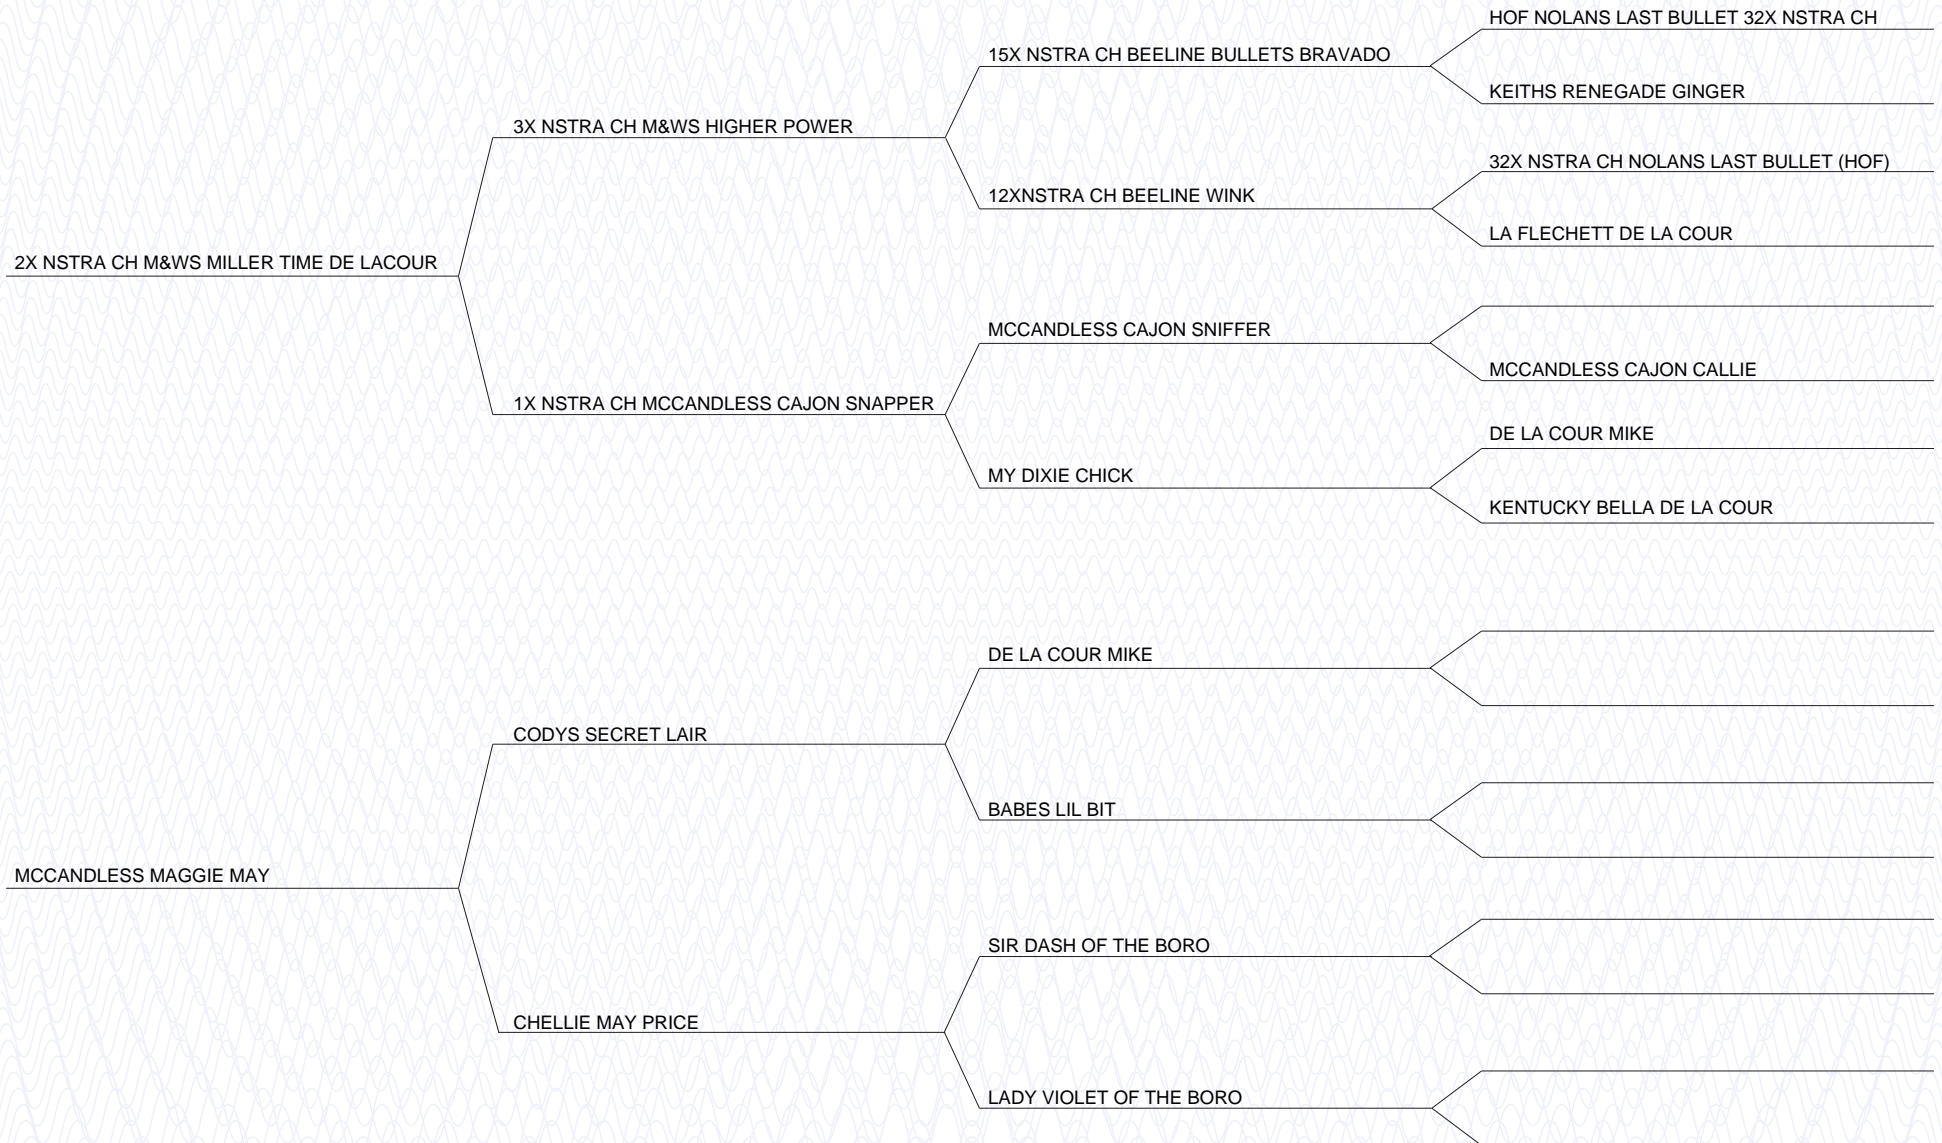 HOF NOLANS LAST BULLET 32X NSTRA CH
15X NSTRA CH BEELINE BULLETS BRAVADO
KEITHS RENEGADE GINGER
3X NSTRA CH M&WS HIGHER POWER
32X NSTRA CH NOLANS LAST BULLET (HOF)
12XNSTRA CH BEELINE WINK
LA FLECHETT DE LA COUR
2X NSTRA CH M&WS MILLER TIME DE LACOUR
MCCANDLESS CAJON SNIFFER
MCCANDLESS CAJON CALLIE
1X NSTRA CH MCCANDLESS CAJON SNAPPER
DE LA COUR MIKE
MY DIXIE CHICK
KENTUCKY BELLA DE LA COUR
DE LA COUR MIKE
CODYS SECRET LAIR
BABES LIL BIT
MCCANDLESS MAGGIE MAY
SIR DASH OF THE BORO
CHELLIE MAY PRICE
LADY VIOLET OF THE BORO